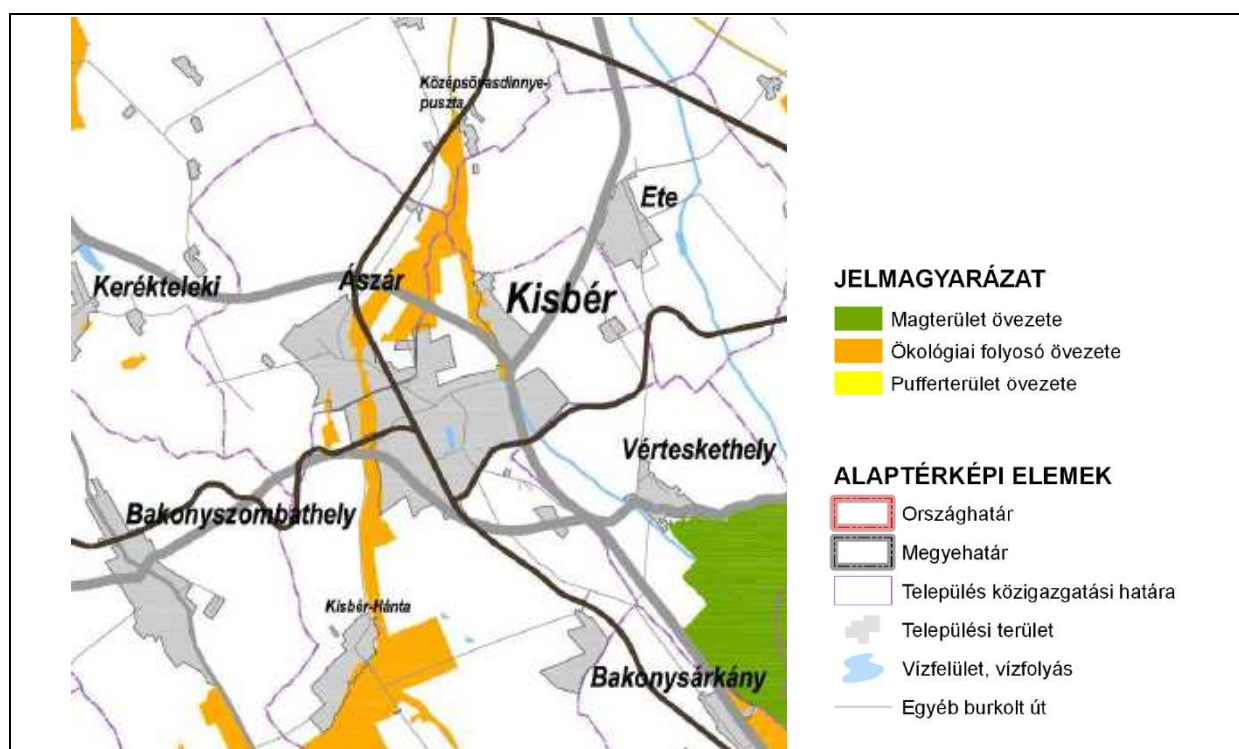 Középsővasdinnye-
puszta
Ete
Kerékteleki
Ászár
Kisbér
Vérteskethely
Bakonyszombathely
Kisbér-Hánta
Bakonysárkány
JELMAGYARÁZAT
Magterület övezete
Ökológiai folyosó övezete
Pufferterület övezete
ALAPTÉRKÉPI ELEMEK
Országhatár
Megyehatár
Település közigazgatási határa
Települési terület
Vízfelület, vízfolyás
Egyéb burkolt út